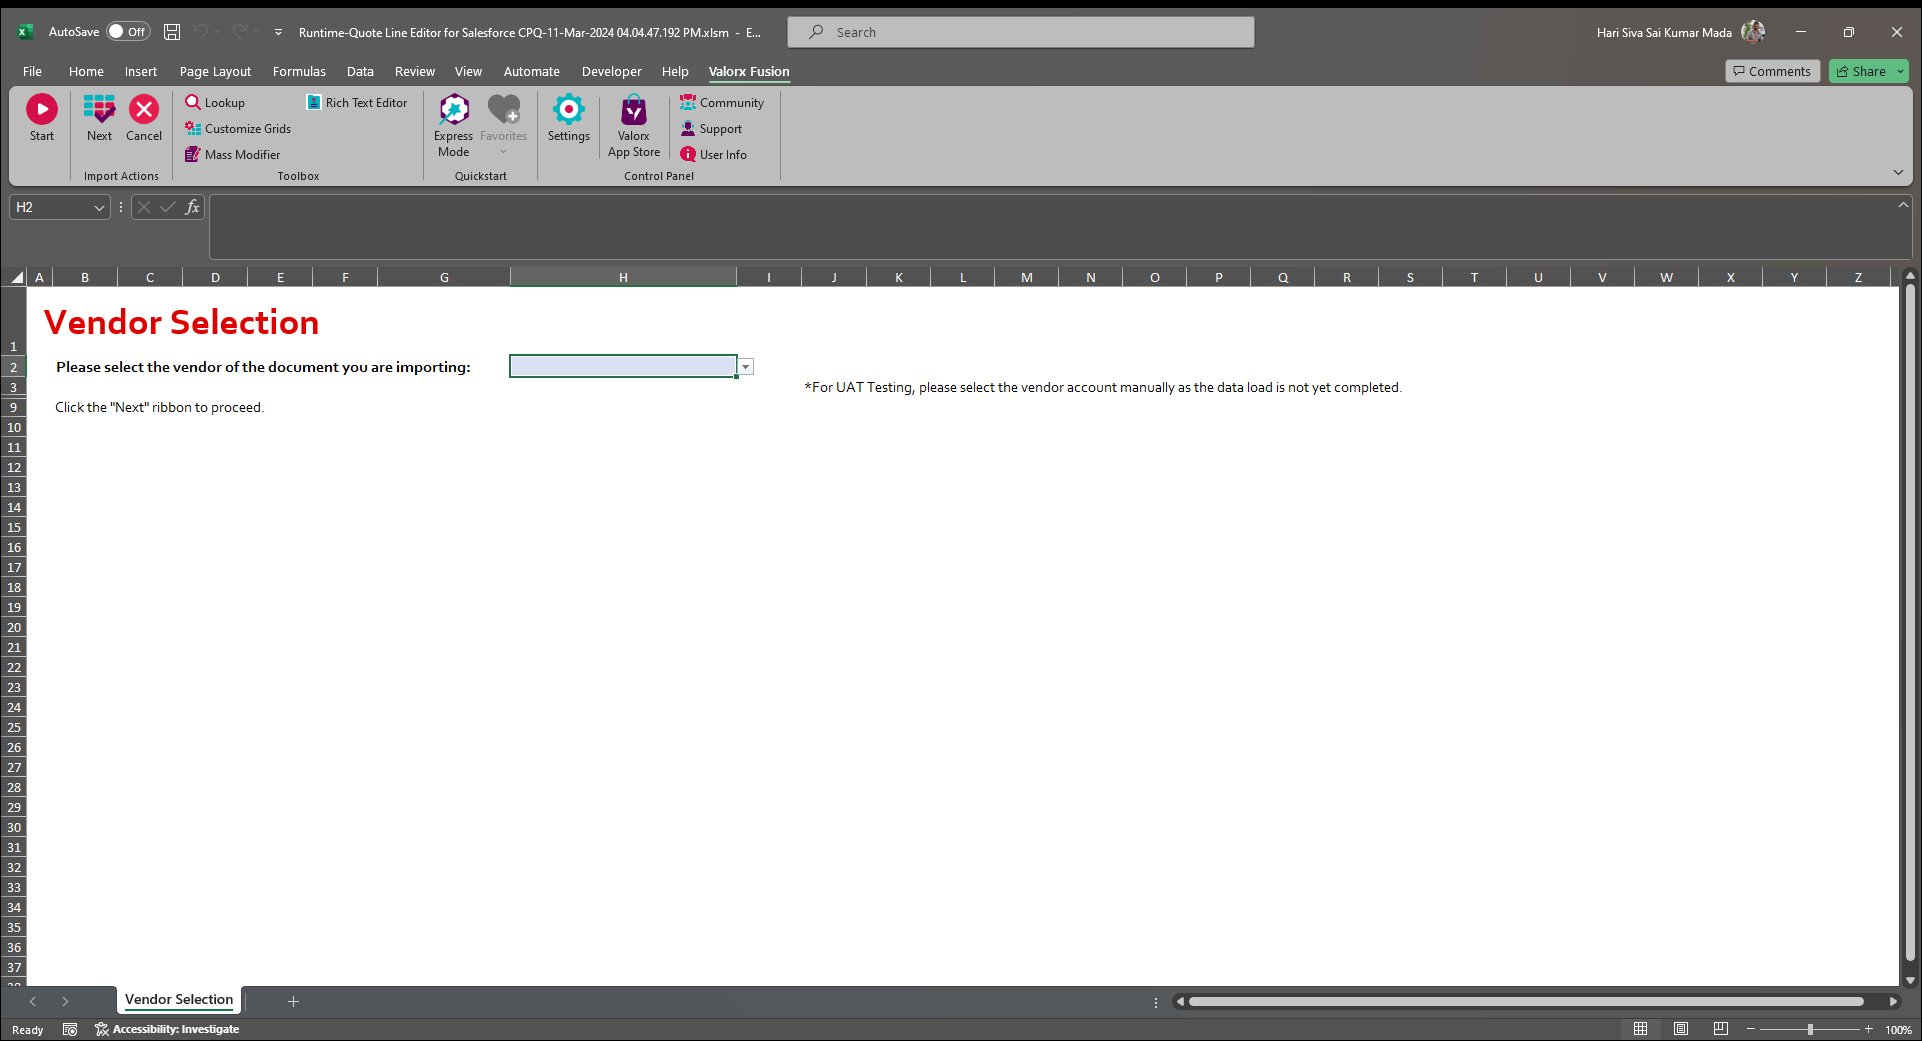 AutoSave Off Runtime-Quote Line Editor for Salesforce CPQ-11-Mar-2024 04.04.47.192 PM.xlsm - E... Search Hari Siva Sai Kumar Mada
File Home Insert Page Layout Formulas Data Review View Automate Developer Help Valorx Fusion Comments Share
Start
Next
Cancel
Import Actions
Lookup
Customize Grids
Mass Modifier
Rich Text Editor
Toolbox
Express Mode
Favorites
Quickstart
Settings
Valorx App Store
Community
Support
User Info
Control Panel
H2 fx
A B C D E F G H I J K L M N O P Q R S T U V W X Y Z
Vendor Selection
1
2 Please select the vendor of the document you are importing:
3 *For UAT Testing, please select the vendor account manually as the data load is not yet completed.
9 Click the "Next" ribbon to proceed.
10
11
12
13
14
15
16
17
18
19
20
21
22
23
24
25
26
27
28
29
30
31
32
33
34
35
36
37
Vendor Selection
Ready Accessibility: Investigate 100%